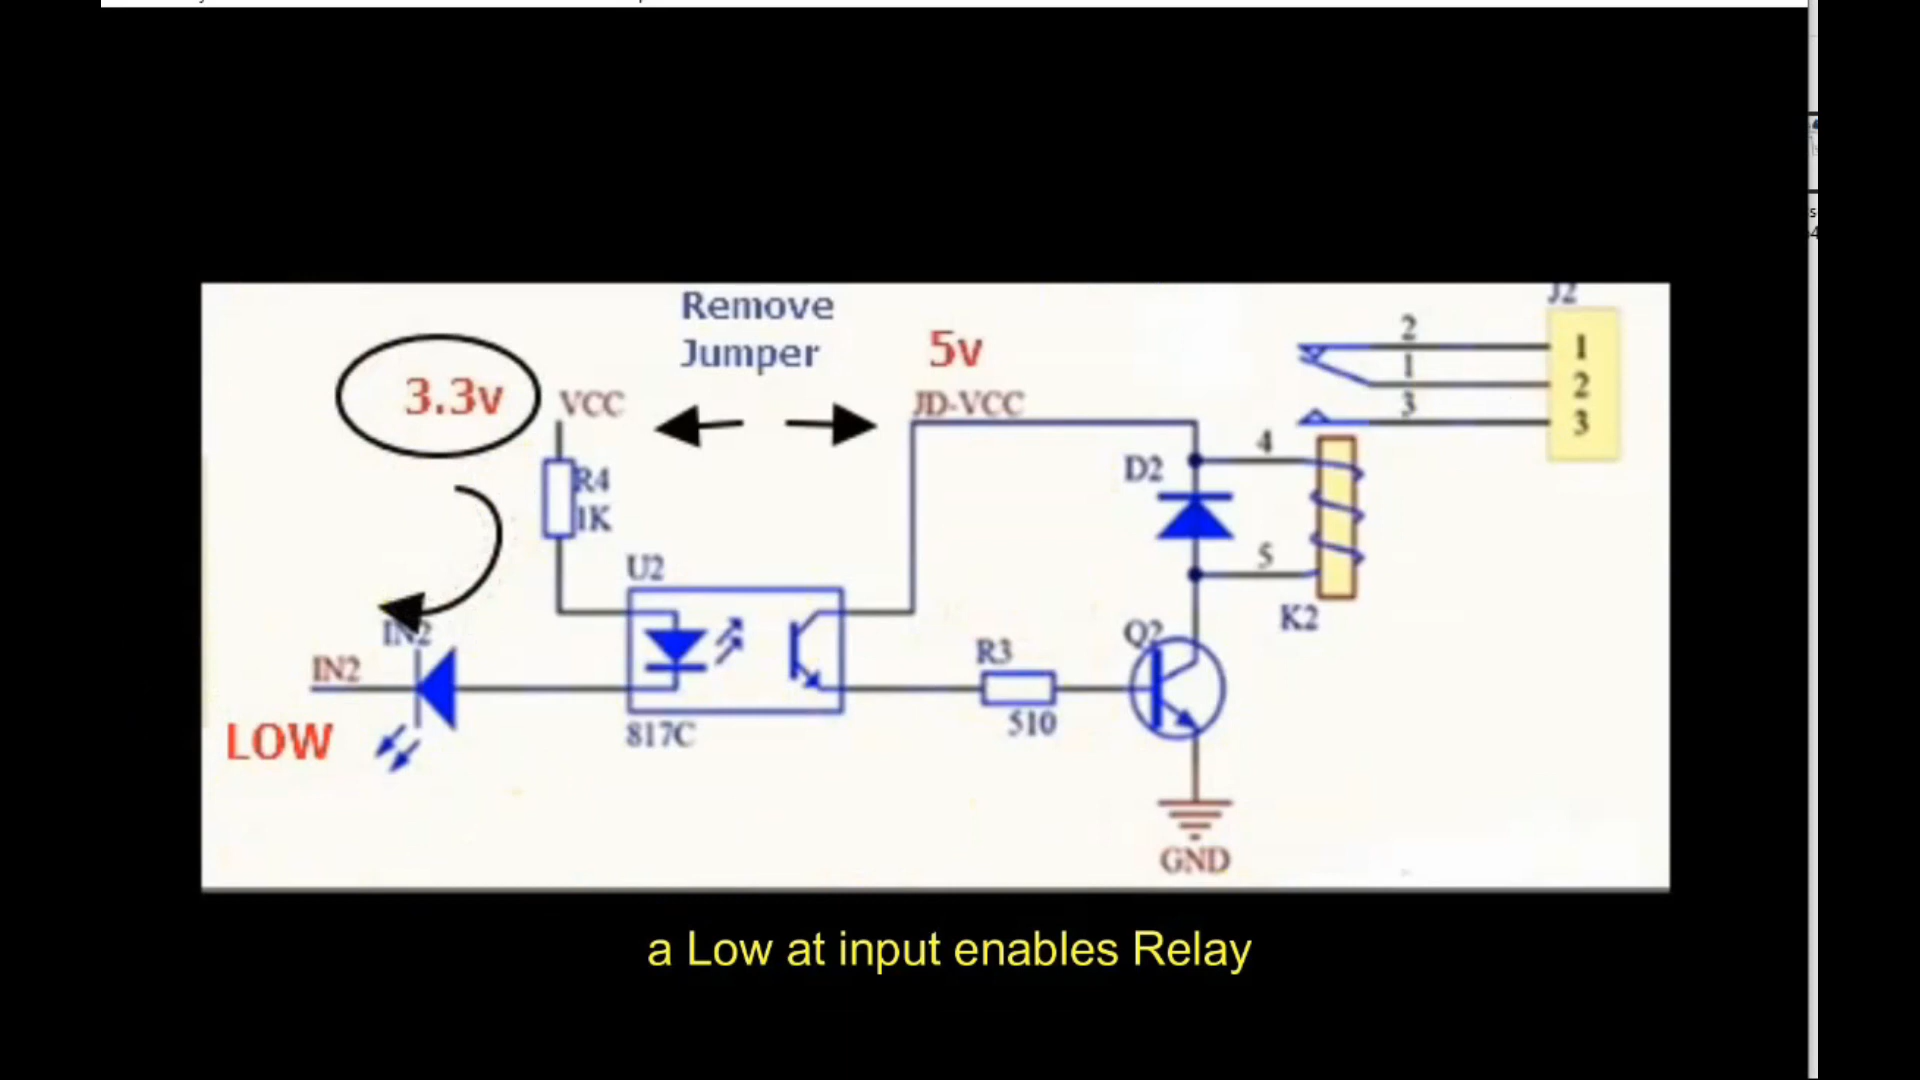 Remove
Jumper
3.3v
VCC
5v
JD-VCC
J2
2
1
3
1
2
3
R4
1K
D2
4
5
K2
U2
IN2
IN2
LOW
817C
R3
510
Q2
GND
a Low at input enables Relay